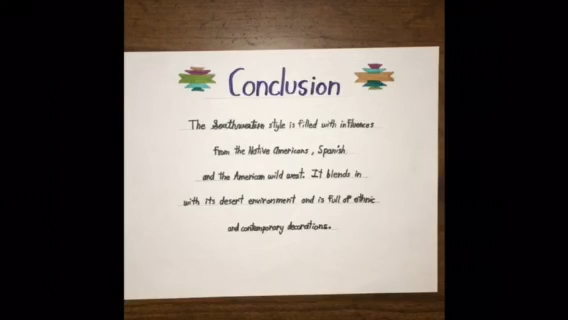 Conclusion
The Southwestern style is filled with influences
from the Native Americans, Spanish
and the American wild west. It blends in
with its desert environment and is full of ethnic
and contemporary decorations.